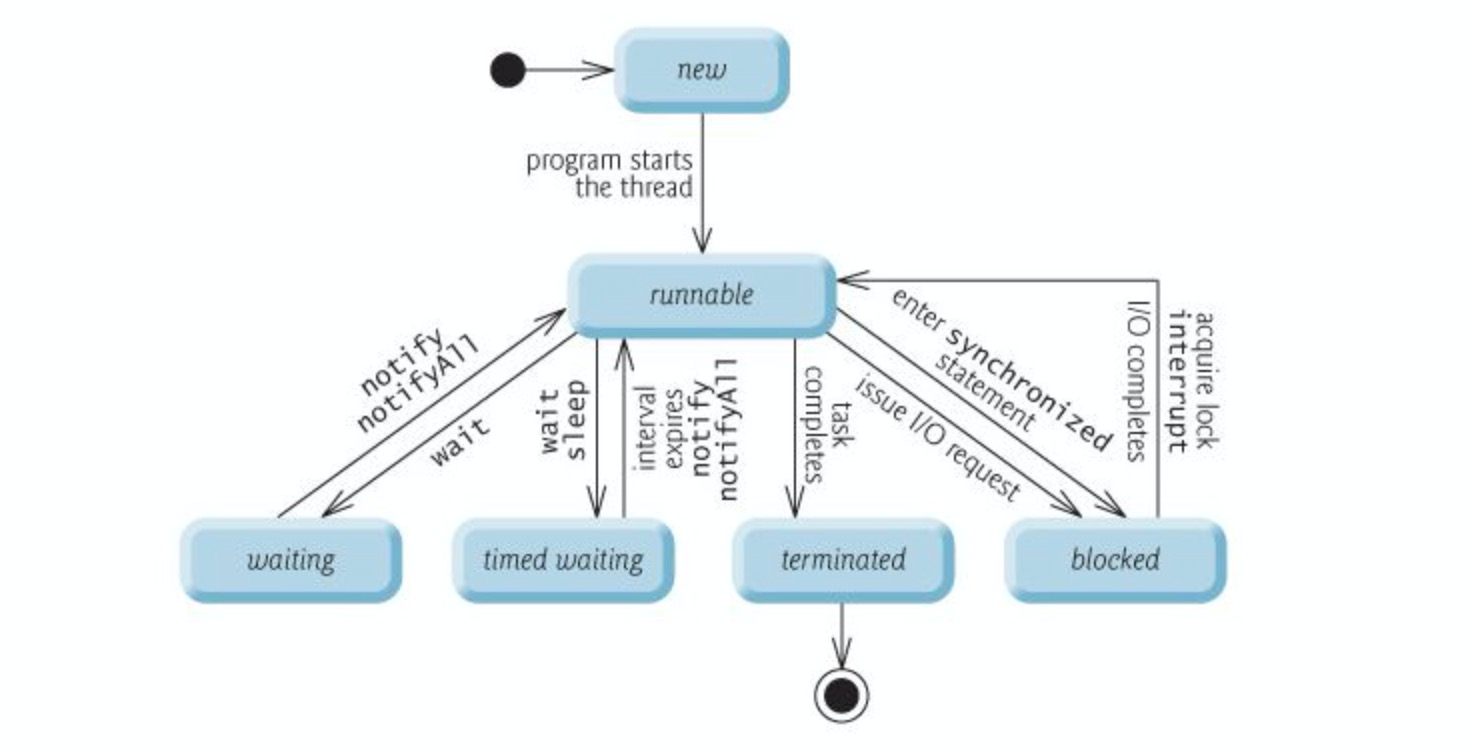 new
program starts
the thread
runnable
notify
notifyAll
wait
wait
sleep
interval
expires
notify
notifyAll
task
completes
enter synchronized
statement
issue I/O request
I/O completes
acquire lock
interrupt
waiting
timed waiting
terminated
blocked